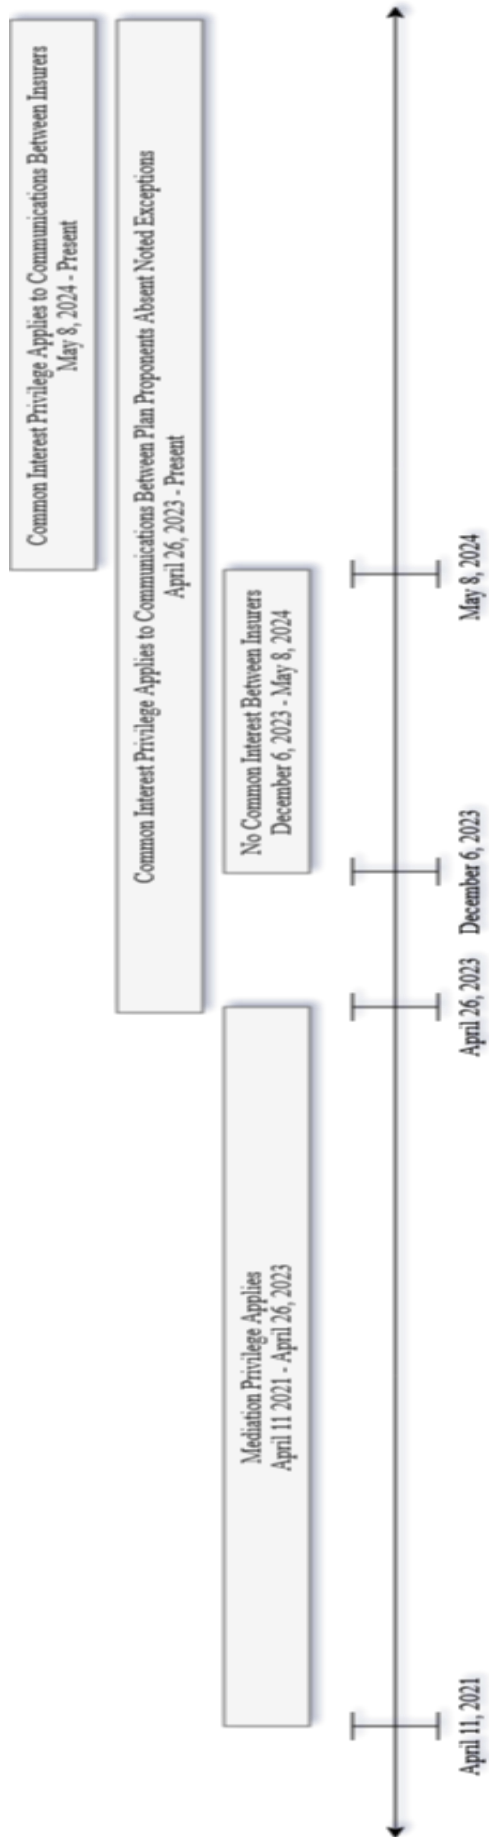 Common Interest Privilege Applies to Communications Between Insurers
May 8, 2024 - Present
Common Interest Privilege Applies to Communications Between Plan Proponents Absent Noted Exceptions
April 26, 2023 - Present
Mediation Privilege Applies
April 11 2021 - April 26, 2023
No Common Interest Between Insurers
December 6, 2023 - May 8, 2024
April 11, 2021
April 26, 2023
December 6, 2023
May 8, 2024